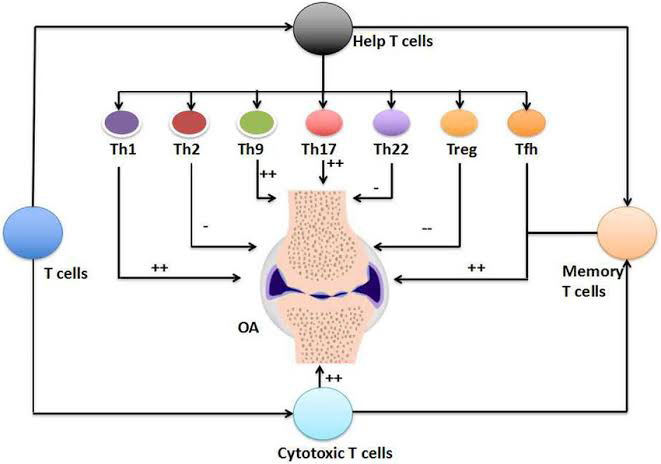 Help T cells
Th1 Th2 Th9 Th17 Th22 Treg Tfh
++ ++
-
- --
++ ++
T cells
Memory
T cells
OA
++
Cytotoxic T cells